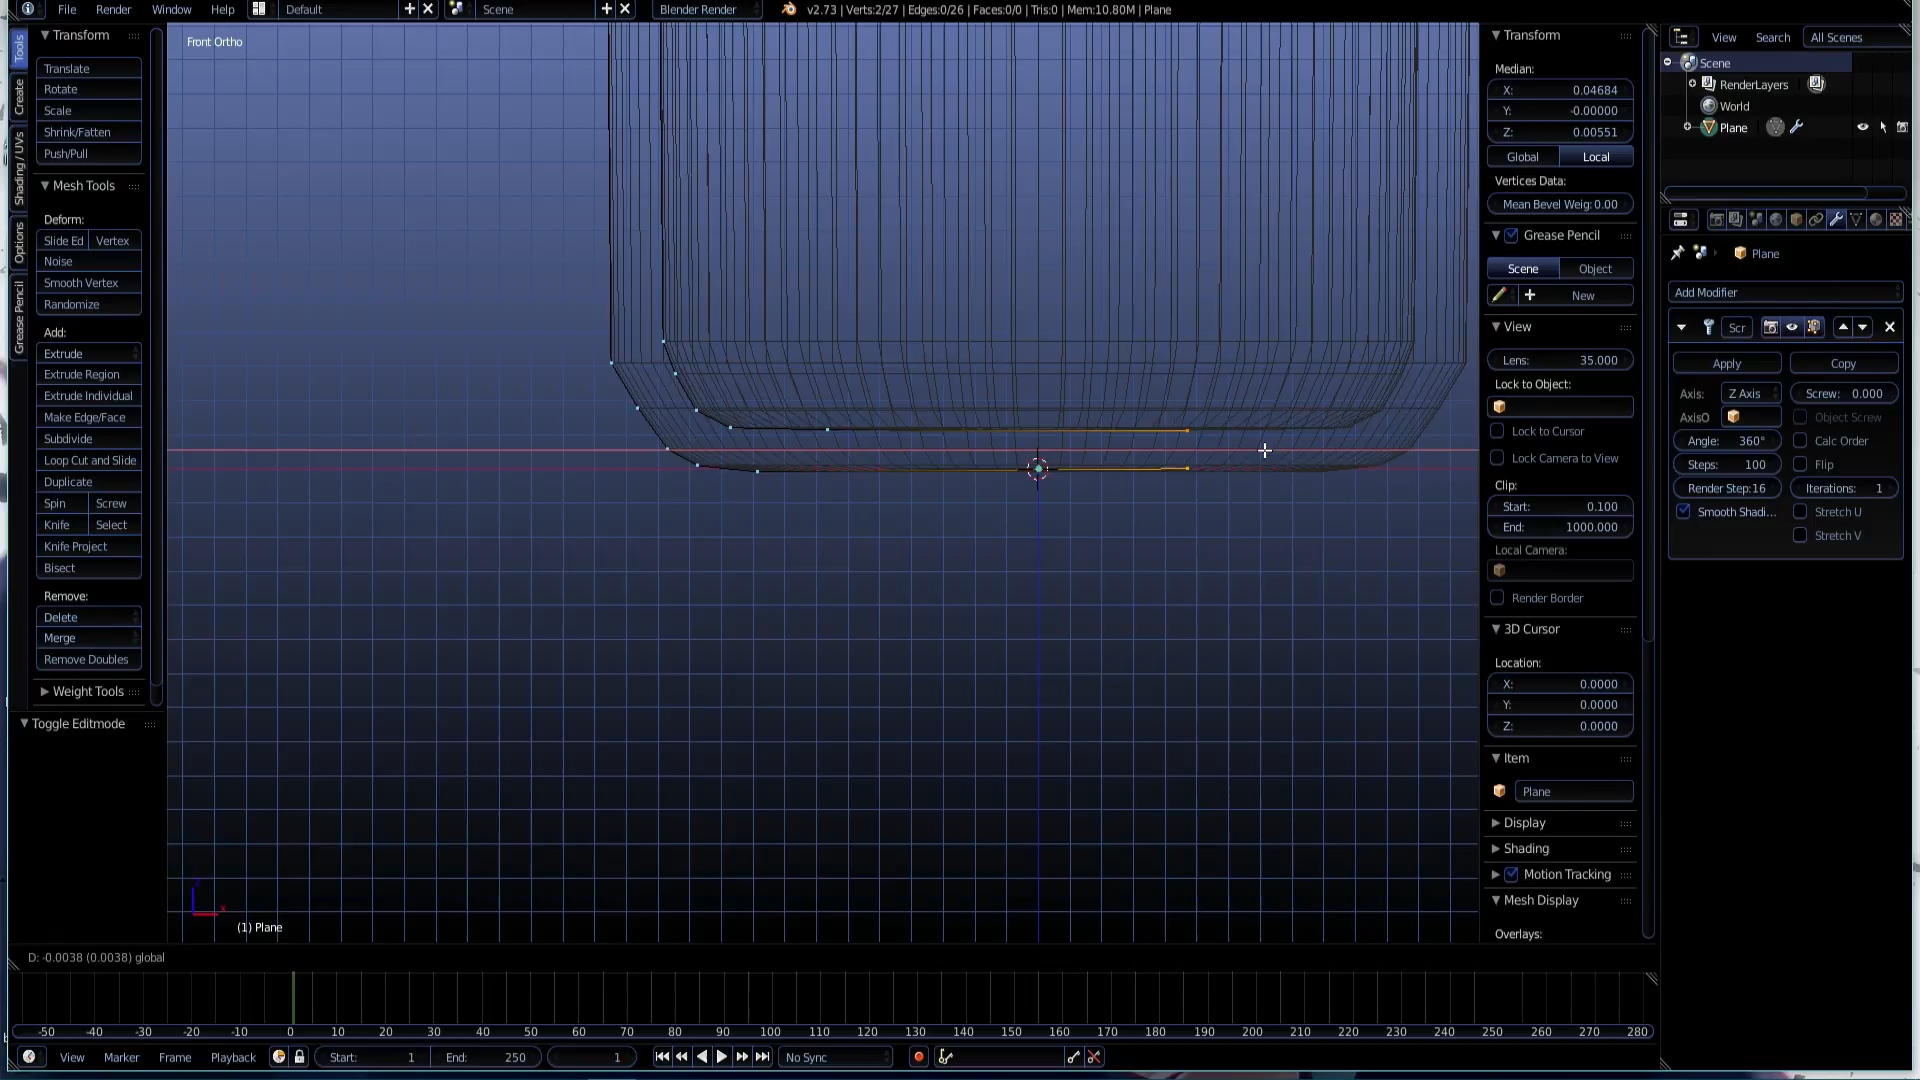 File Render Window Help Default Scene Blender Render v2.73 | Verts:2/27 | Edges:0/26 | Faces:0/0 | Tris:0 | Mem:10.80M | Plane
Tools
Create
Shading / UVs
Options
Grease Pencil
Transform
Translate
Rotate
Scale
Shrink/Fatten
Push/Pull
Mesh Tools
Deform:
Slide Ed Vertex
Noise
Smooth Vertex
Randomize
Add:
Extrude
Extrude Region
Extrude Individual
Make Edge/Face
Subdivide
Loop Cut and Slide
Duplicate
Spin Screw
Knife Select
Knife Project
Bisect
Remove:
Delete
Merge
Remove Doubles
Weight Tools
Toggle Editmode
Front Ortho
(1) Plane
Transform
Median:
X: 0.04684
Y: -0.00000
Z: 0.00551
Global Local
Vertices Data:
Mean Bevel Weig: 0.00
Grease Pencil
Scene Object
New
View
Lens: 35.000
Lock to Object:
Lock to Cursor
Lock Camera to View
Clip:
Start: 0.100
End: 1000.000
Local Camera:
Render Border
3D Cursor
Location:
X: 0.0000
Y: 0.0000
Z: 0.0000
Item
Plane
Display
Shading
Motion Tracking
Mesh Display
Overlays:
View Search All Scenes
Scene
RenderLayers
World
Plane
Plane
Add Modifier
Scr
Apply Copy
Axis: Z Axis Screw: 0.000
AxisO Object Screw
Angle: 360° Calc Order
Steps: 100 Flip
Render Step:16 Iterations: 1
Smooth Shadi... Stretch U
Stretch V
D: -0.0038 (0.0038) global
-50 -40 -30 -20 -10 0 10 20 30 40 50 60 70 80 90 100 110 120 130 140 150 160 170 180 190 200 210 220 230 240 250 260 270 280
View Marker Frame Playback Start: 1 End: 250 1 No Sync